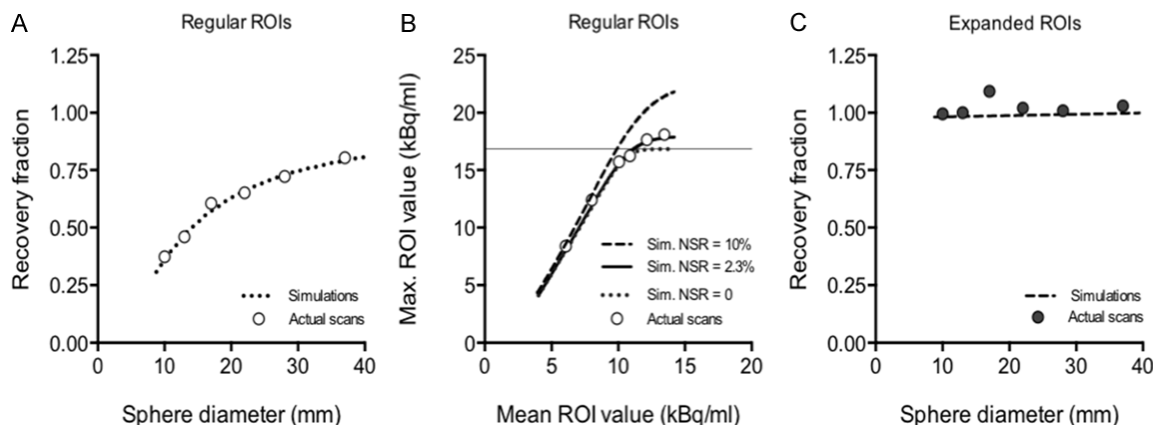 A
Regular ROIs
1.25
1.00
0.75
0.50
0.25
0.00
Recovery fraction
Simulations
Actual scans
0
10
20
30
40
Sphere diameter (mm)
B
Regular ROIs
25
20
15
10
5
0
Max. ROI value (kBq/ml)
Sim. NSR = 10%
Sim. NSR = 2.3%
Sim. NSR = 0
Actual scans
0
5
10
15
20
Mean ROI value (kBq/ml)
C
Expanded ROIs
1.25
1.00
0.75
0.50
0.25
0.00
Recovery fraction
Simulations
Actual scans
0
10
20
30
40
Sphere diameter (mm)